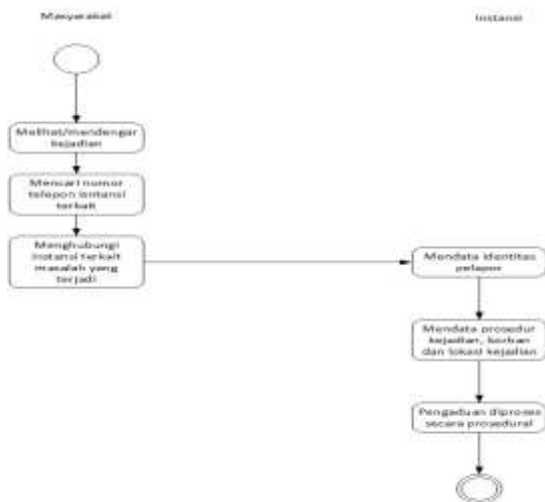 Masyarakat
Instansi
Melihat/mendengar
kejadian
Mencari nomor
telepon isntansi
terkait
Menghubungi
instansi terkait
masalah yang
terjadi
Mendata identitas
pelapor
Mendata prosedur
kejadian, korban
dan lokasi kejadian
Pengaduan diproses
secara prosedural